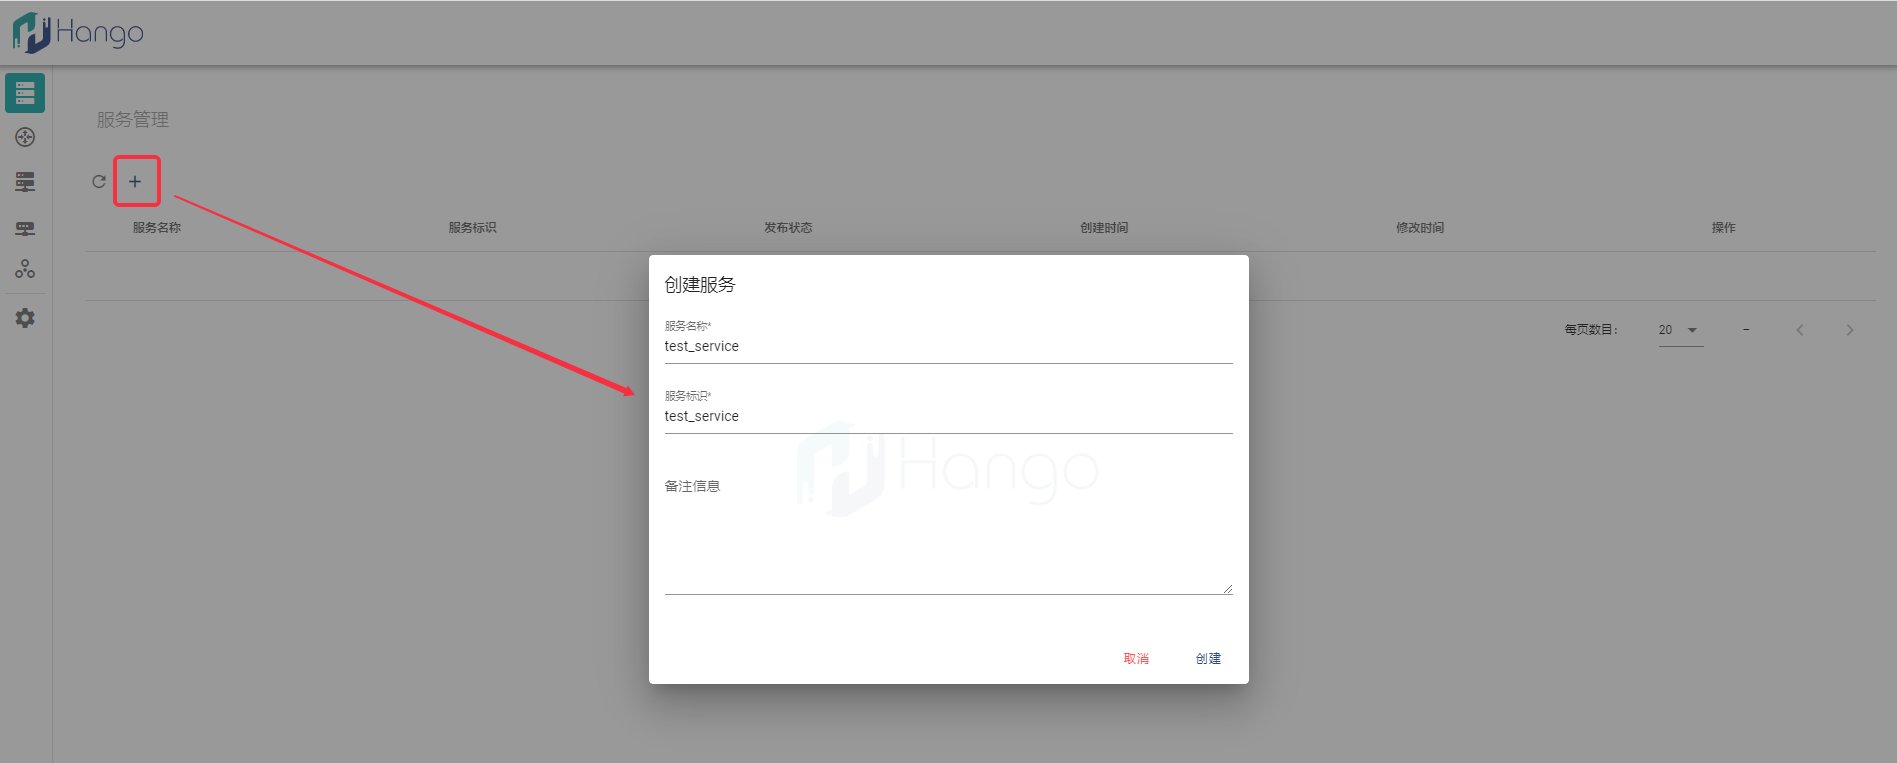 Hango
服务管理
服务名称 服务标识 发布状态 创建时间 修改时间 操作
创建服务
服务名称*
test_service
服务标识*
test_service
Hango
备注信息
取消 创建
每页数目: 20 –